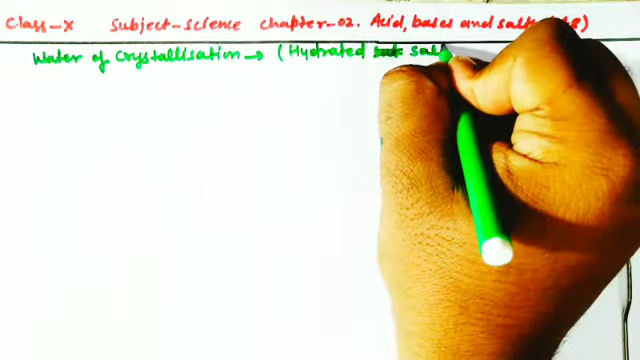 Class-X Subject-Science chapter-02. Acid, bases and salts
Water of Crystallisation → (Hydrated salt